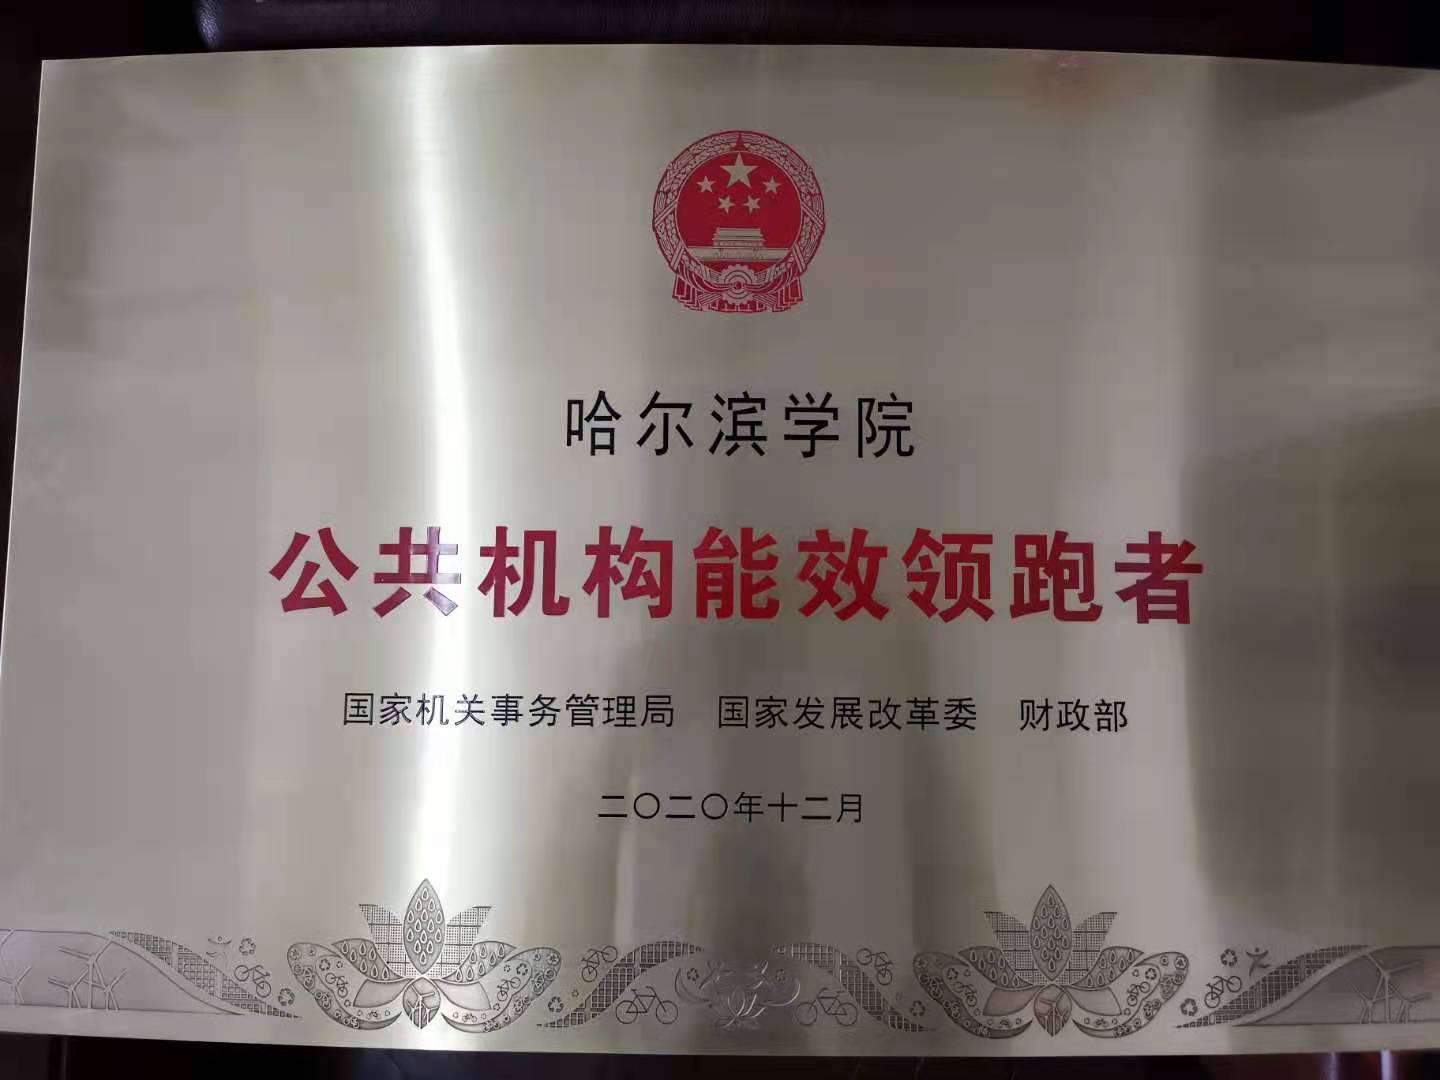 哈尔滨学院
公共机构能效领跑者
国家机关事务管理局 国家发展改革委 财政部
二〇二〇年十二月